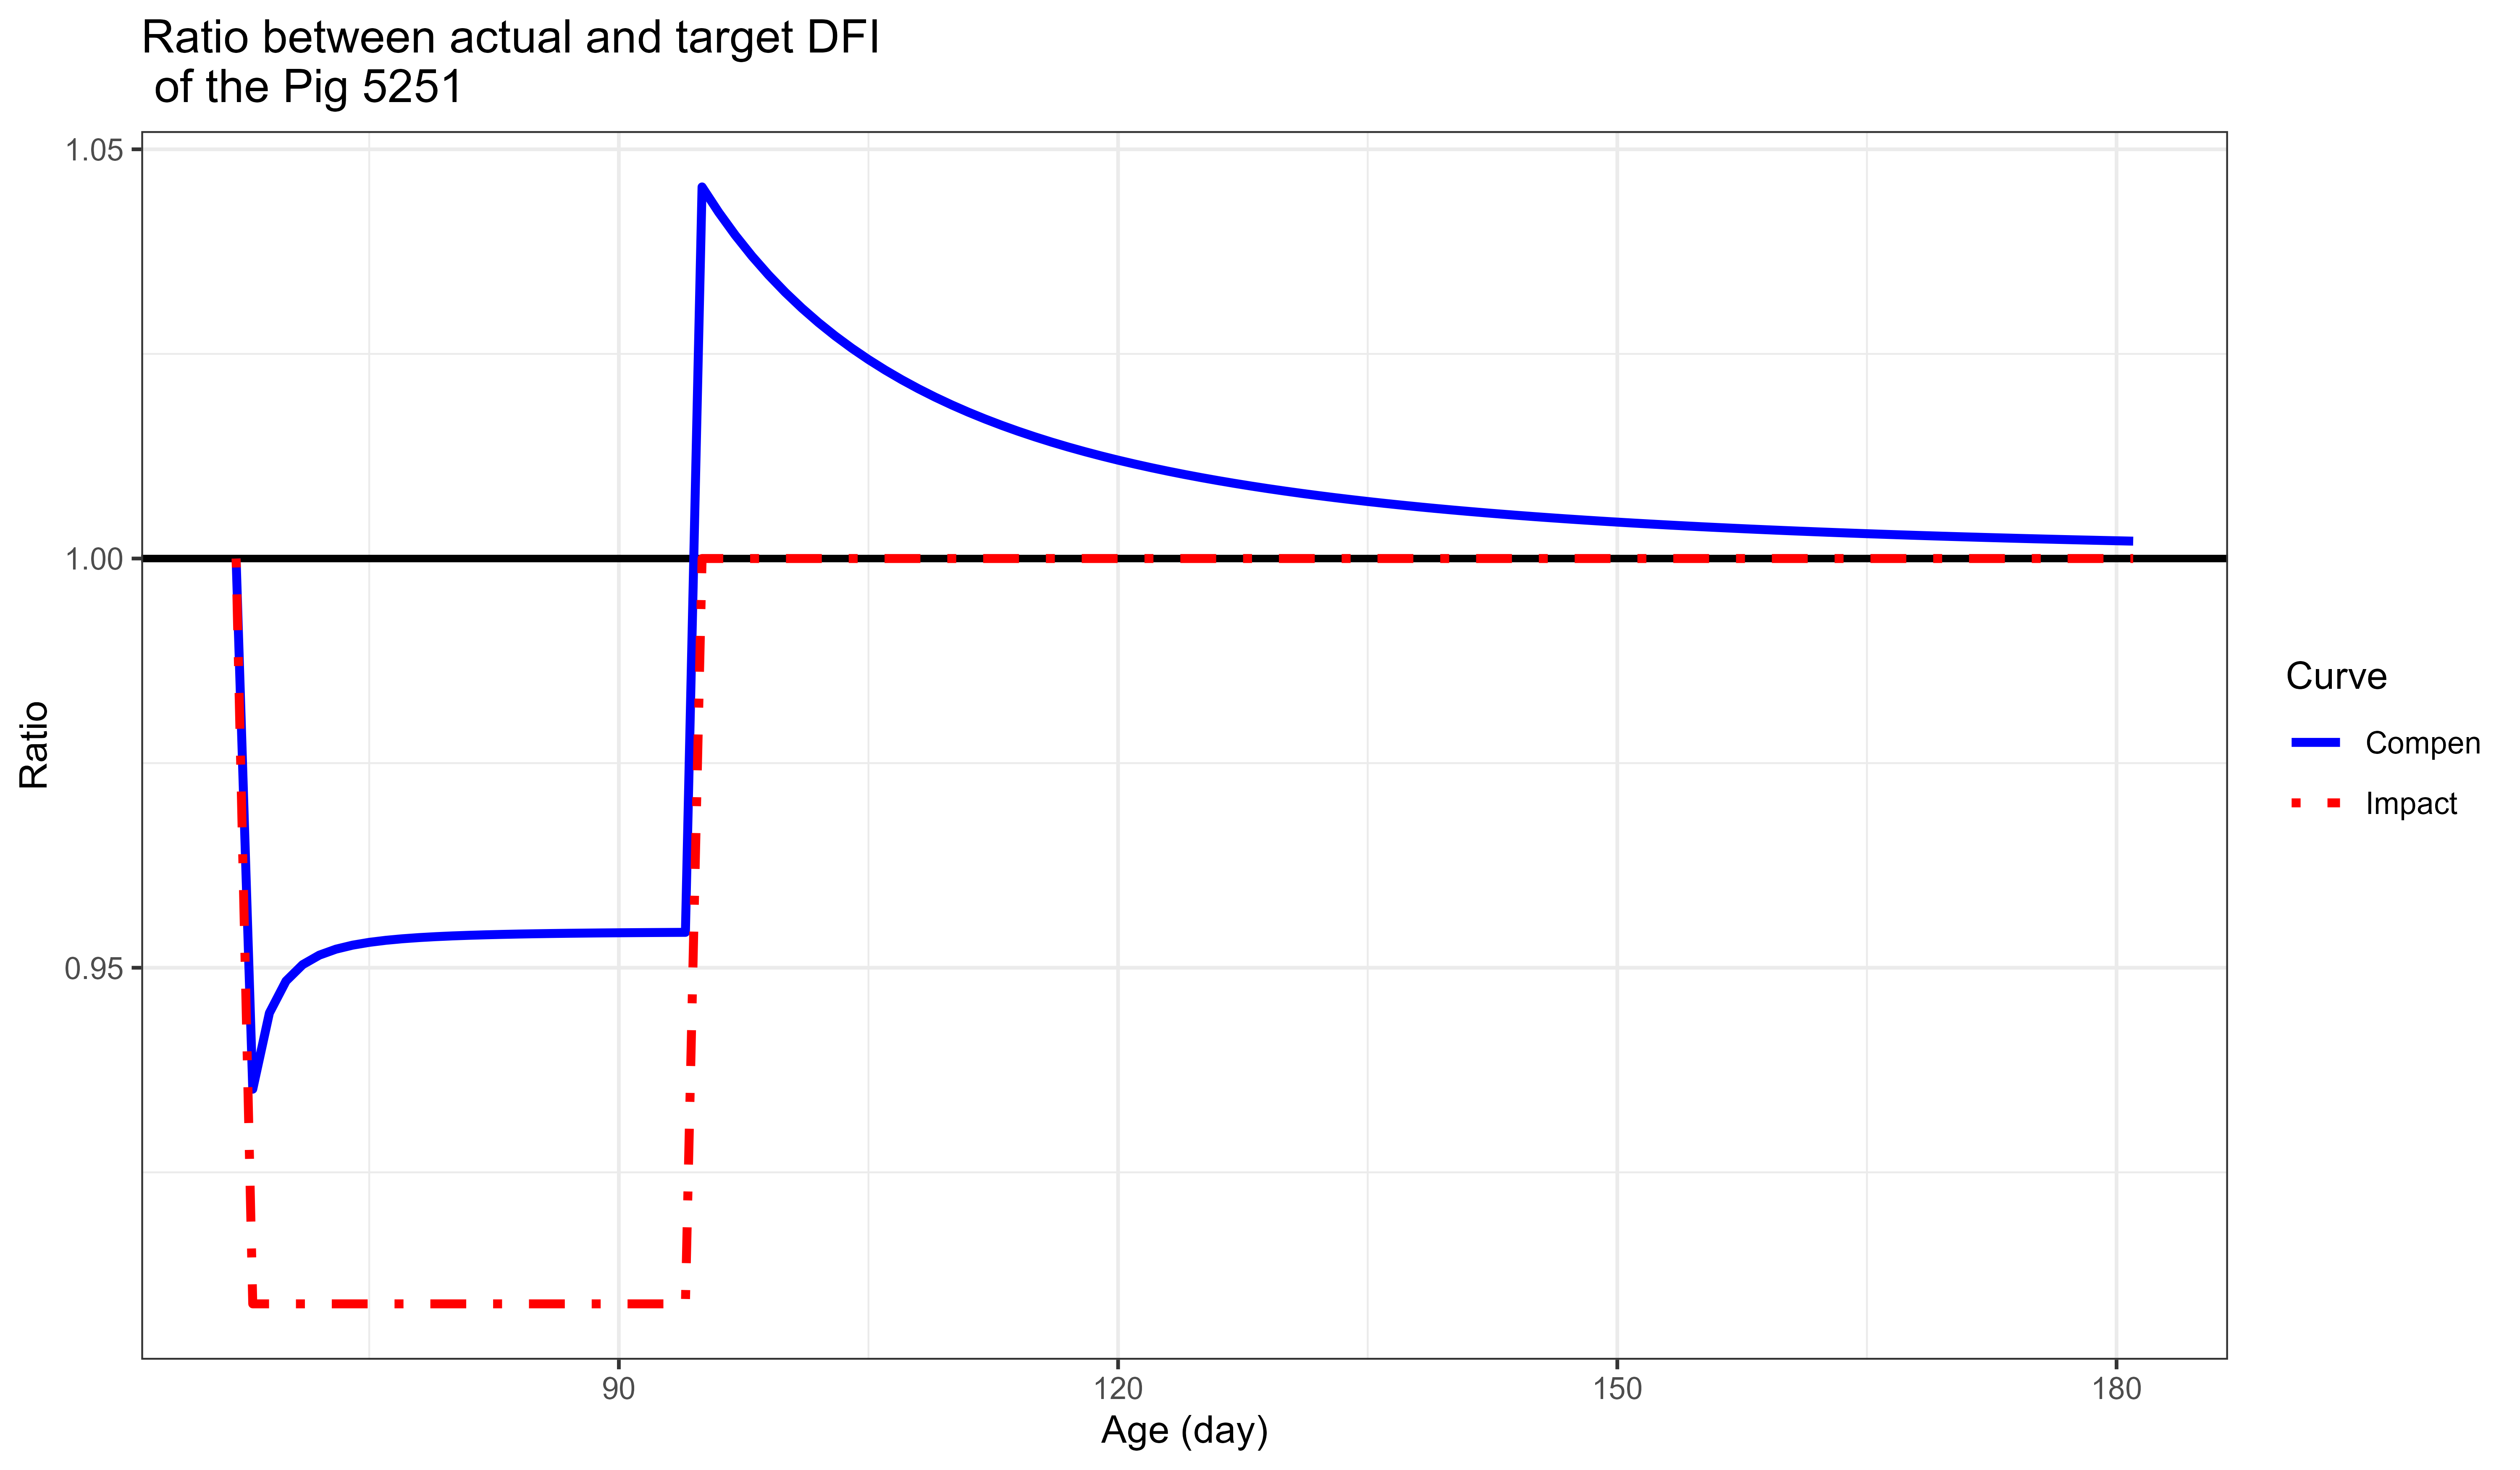 Ratio between actual and target DFI
of the Pig 5251
1.05
1.00
0.95
Ratio
90
120
150
180
Age (day)
Curve
Compen
Impact